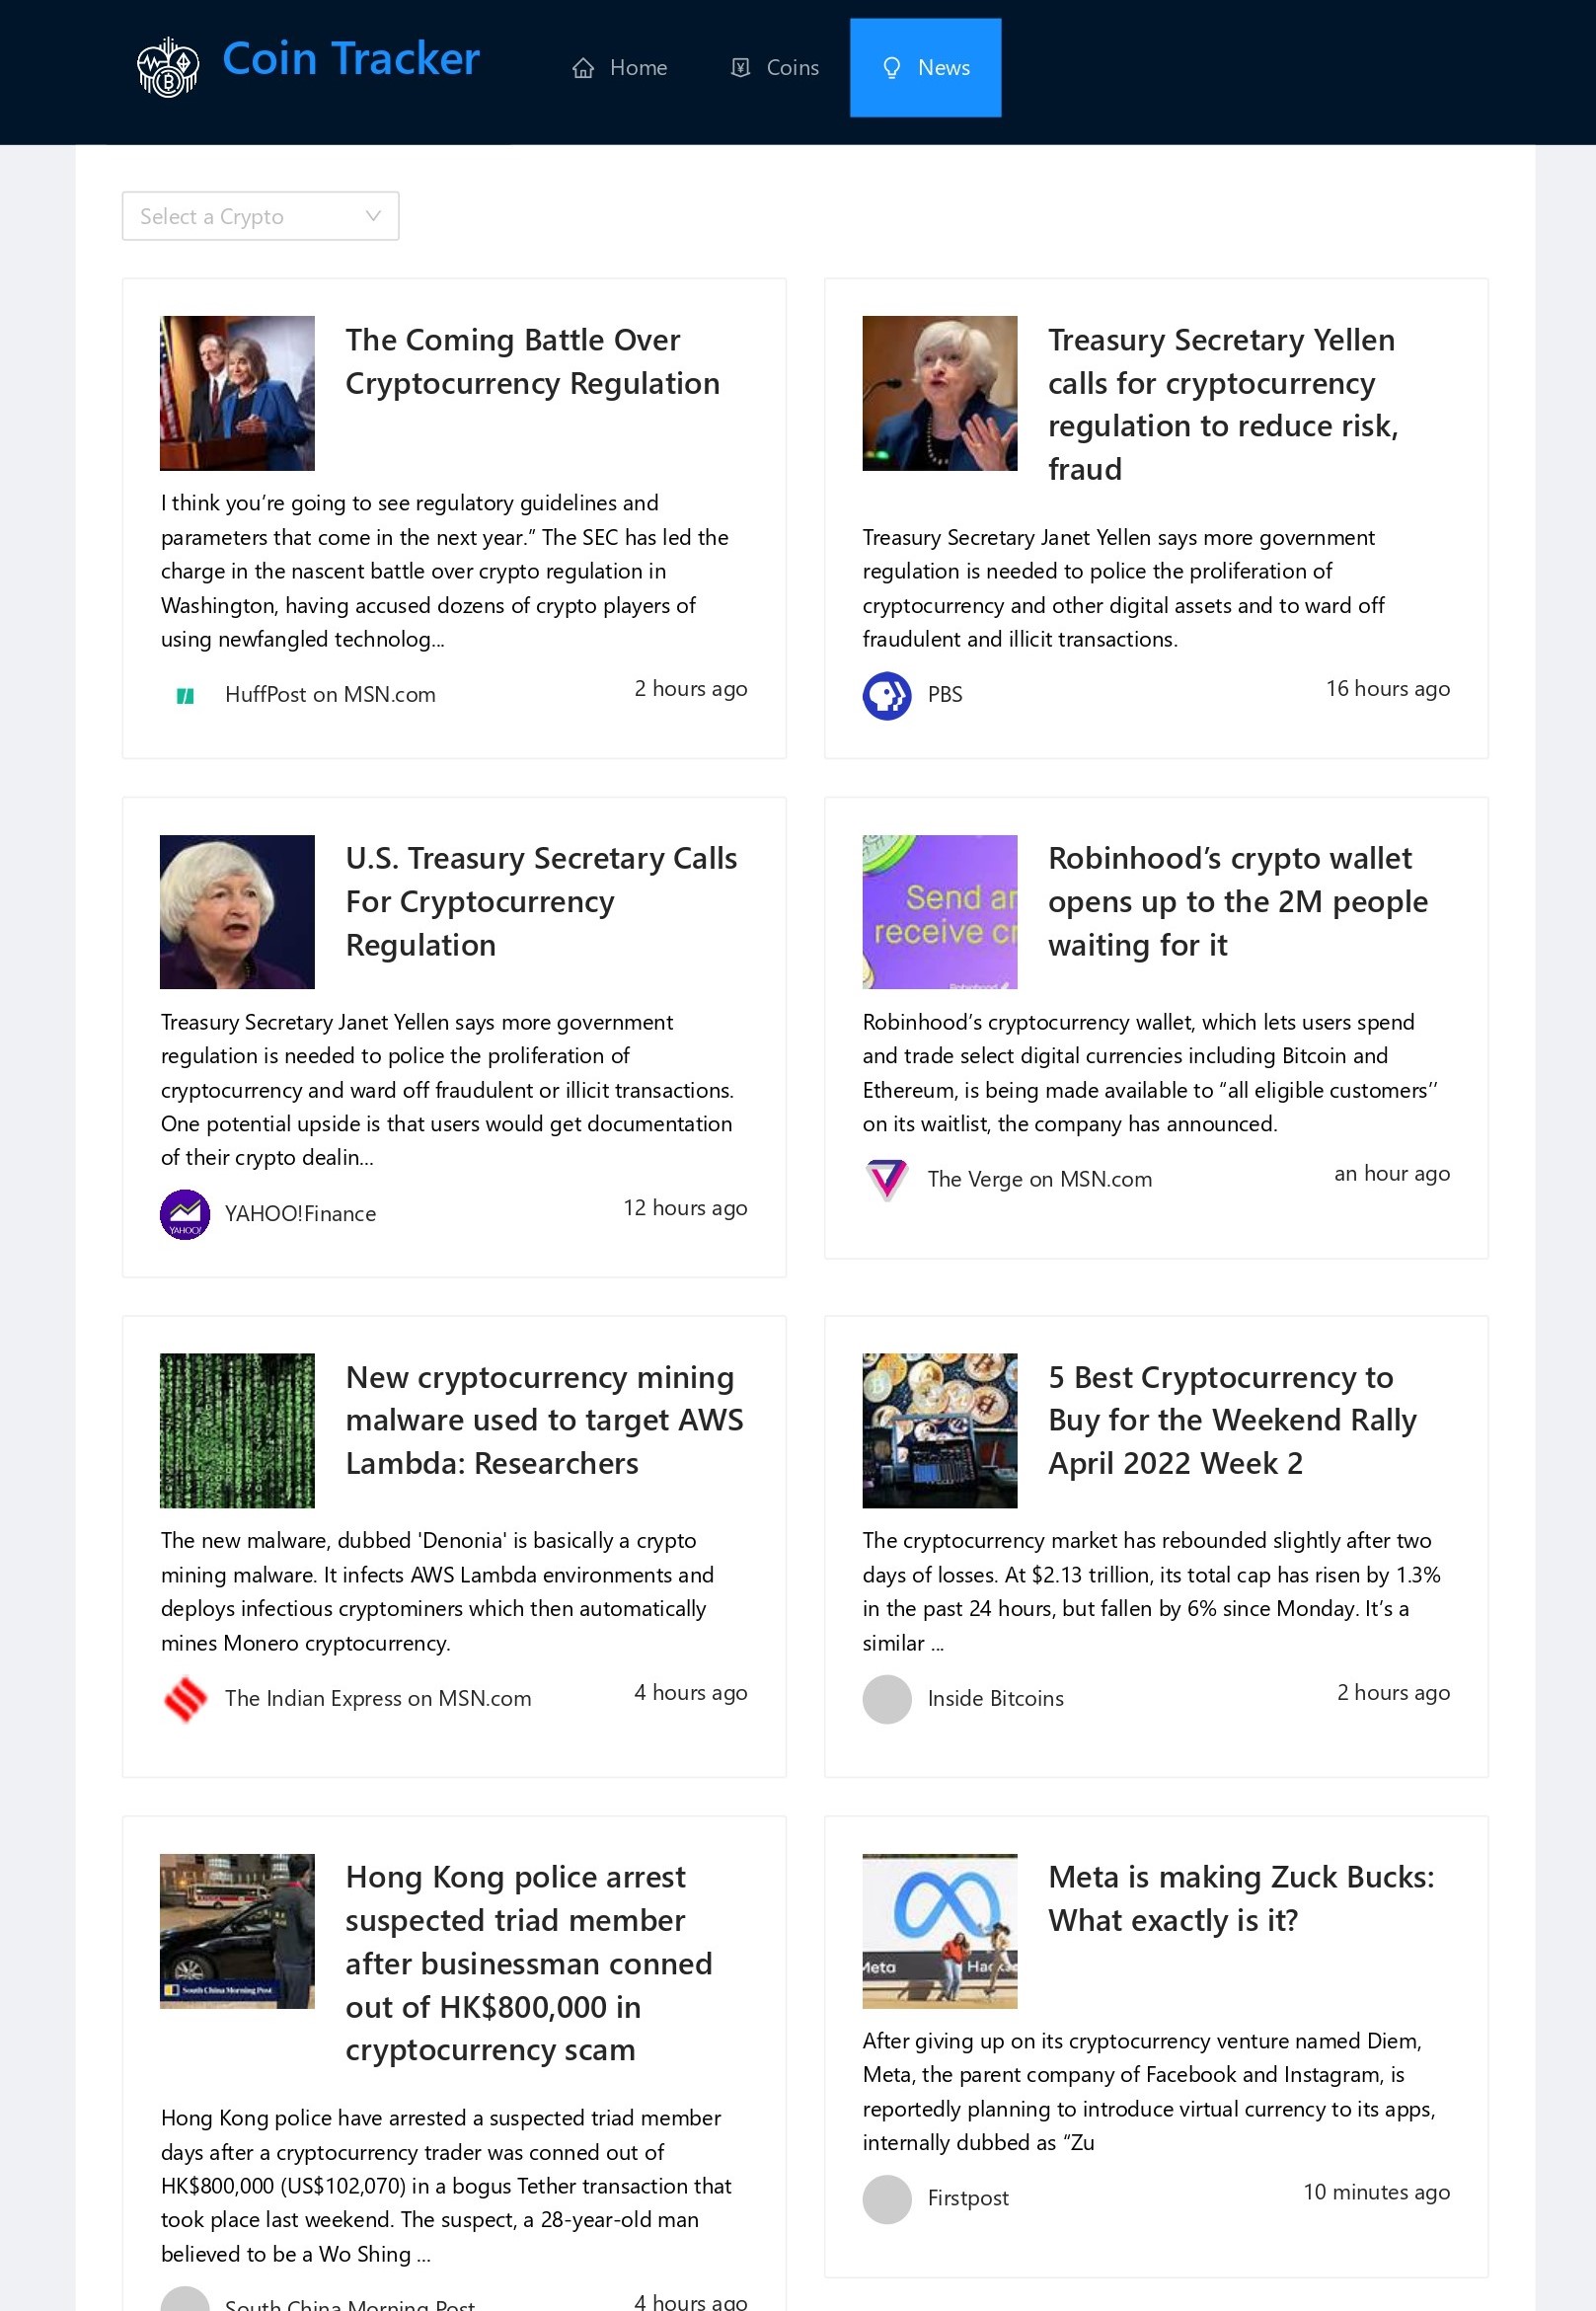 Coin Tracker
Home
Coins
News
Select a Crypto
The Coming Battle Over
Cryptocurrency Regulation
I think you’re going to see regulatory guidelines and
parameters that come in the next year.” The SEC has led the
charge in the nascent battle over crypto regulation in
Washington, having accused dozens of crypto players of
using newfangled technolog...
HuffPost on MSN.com
2 hours ago
Treasury Secretary Yellen
calls for cryptocurrency
regulation to reduce risk,
fraud
Treasury Secretary Janet Yellen says more government
regulation is needed to police the proliferation of
cryptocurrency and other digital assets and to ward off
fraudulent and illicit transactions.
PBS
16 hours ago
U.S. Treasury Secretary Calls
For Cryptocurrency
Regulation
Treasury Secretary Janet Yellen says more government
regulation is needed to police the proliferation of
cryptocurrency and ward off fraudulent or illicit transactions.
One potential upside is that users would get documentation
of their crypto dealin...
YAHOO!
YAHOO!Finance
12 hours ago
Send ar
receive cr
Robinhood
Robinhood’s crypto wallet
opens up to the 2M people
waiting for it
Robinhood’s cryptocurrency wallet, which lets users spend
and trade select digital currencies including Bitcoin and
Ethereum, is being made available to “all eligible customers’’
on its waitlist, the company has announced.
The Verge on MSN.com
an hour ago
New cryptocurrency mining
malware used to target AWS
Lambda: Researchers
The new malware, dubbed 'Denonia' is basically a crypto
mining malware. It infects AWS Lambda environments and
deploys infectious cryptominers which then automatically
mines Monero cryptocurrency.
The Indian Express on MSN.com
4 hours ago
5 Best Cryptocurrency to
Buy for the Weekend Rally
April 2022 Week 2
The cryptocurrency market has rebounded slightly after two
days of losses. At $2.13 trillion, its total cap has risen by 1.3%
in the past 24 hours, but fallen by 6% since Monday. It’s a
similar ...
Inside Bitcoins
2 hours ago
South China Morning Post
Hong Kong police arrest
suspected triad member
after businessman conned
out of HK$800,000 in
cryptocurrency scam
Hong Kong police have arrested a suspected triad member
days after a cryptocurrency trader was conned out of
HK$800,000 (US$102,070) in a bogus Tether transaction that
took place last weekend. The suspect, a 28-year-old man
believed to be a Wo Shing ...
South China Morning Post
4 hours ago
Meta
Meta is making Zuck Bucks:
What exactly is it?
After giving up on its cryptocurrency venture named Diem,
Meta, the parent company of Facebook and Instagram, is
reportedly planning to introduce virtual currency to its apps,
internally dubbed as “Zu
Firstpost
10 minutes ago